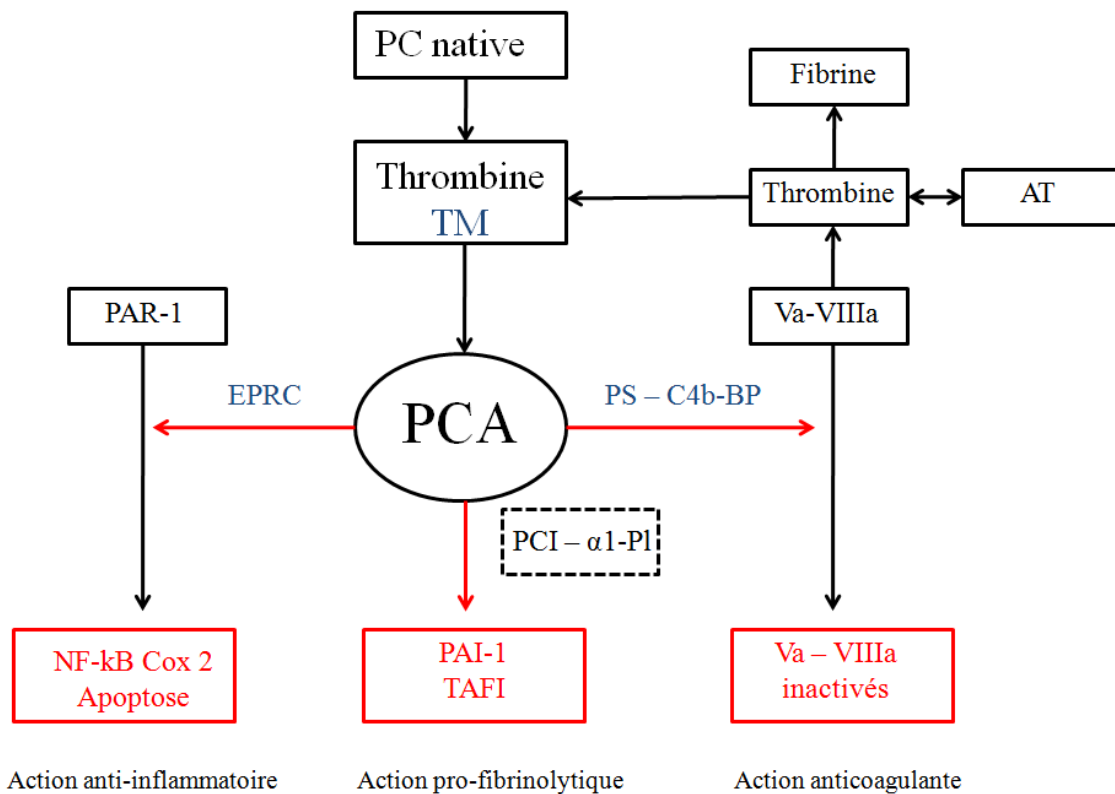 PC native
Fibrine
Thrombine
TM
Thrombine
AT
PAR-1
Va-VIIIa
EPRC
PCA
PS – C4b-BP
PCI – α1-Pl
NF-kB Cox 2
Apoptose
PAI-1
TAFI
Va – VIIIa
inactivés
Action anti-inflammatoire
Action pro-fibrinolytique
Action anticoagulante